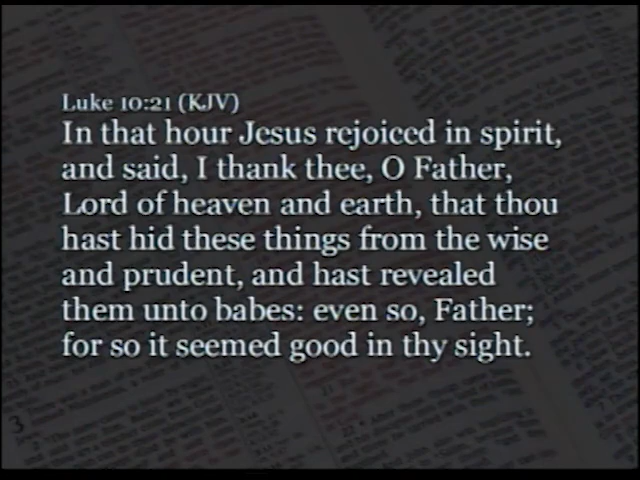 Luke 10:21 (KJV)
In that hour Jesus rejoiced in spirit,
and said, I thank thee, O Father,
Lord of heaven and earth, that thou
hast hid these things from the wise
and prudent, and hast revealed
them unto babes: even so, Father;
for so it seemed good in thy sight.
3